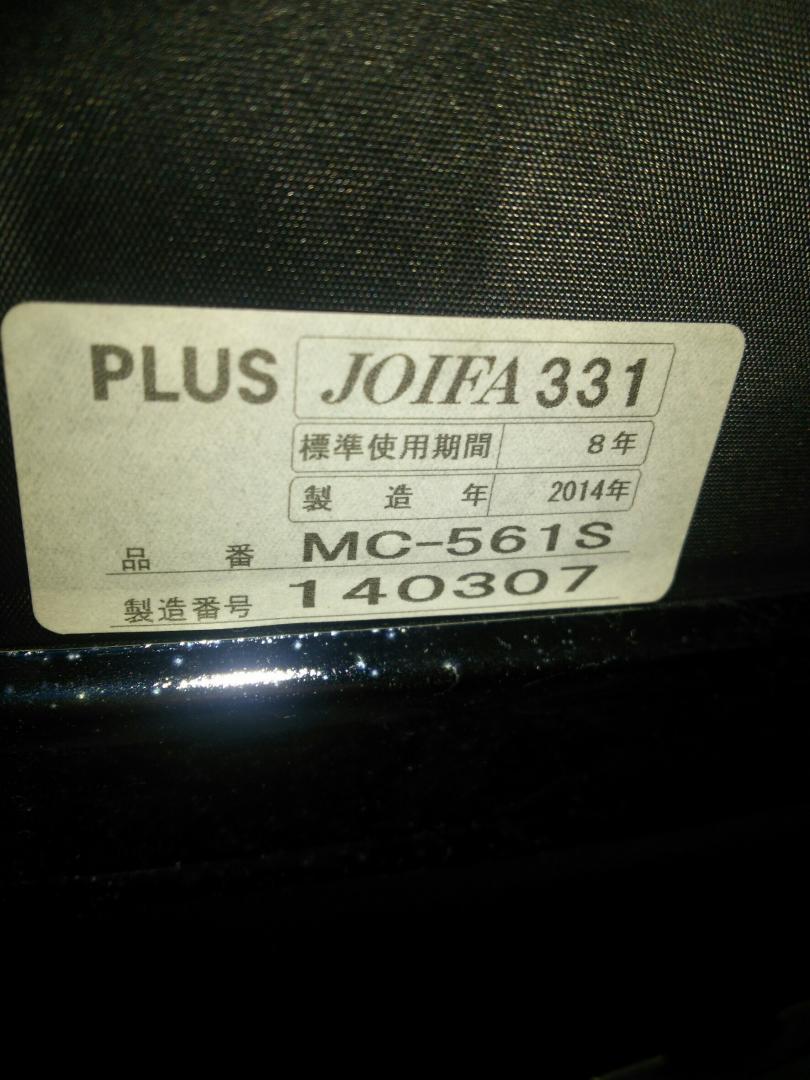 PLUS JOIFA 331
標準使用期間 8年
製造年 2014年
品番 MC-561S
製造番号 140307